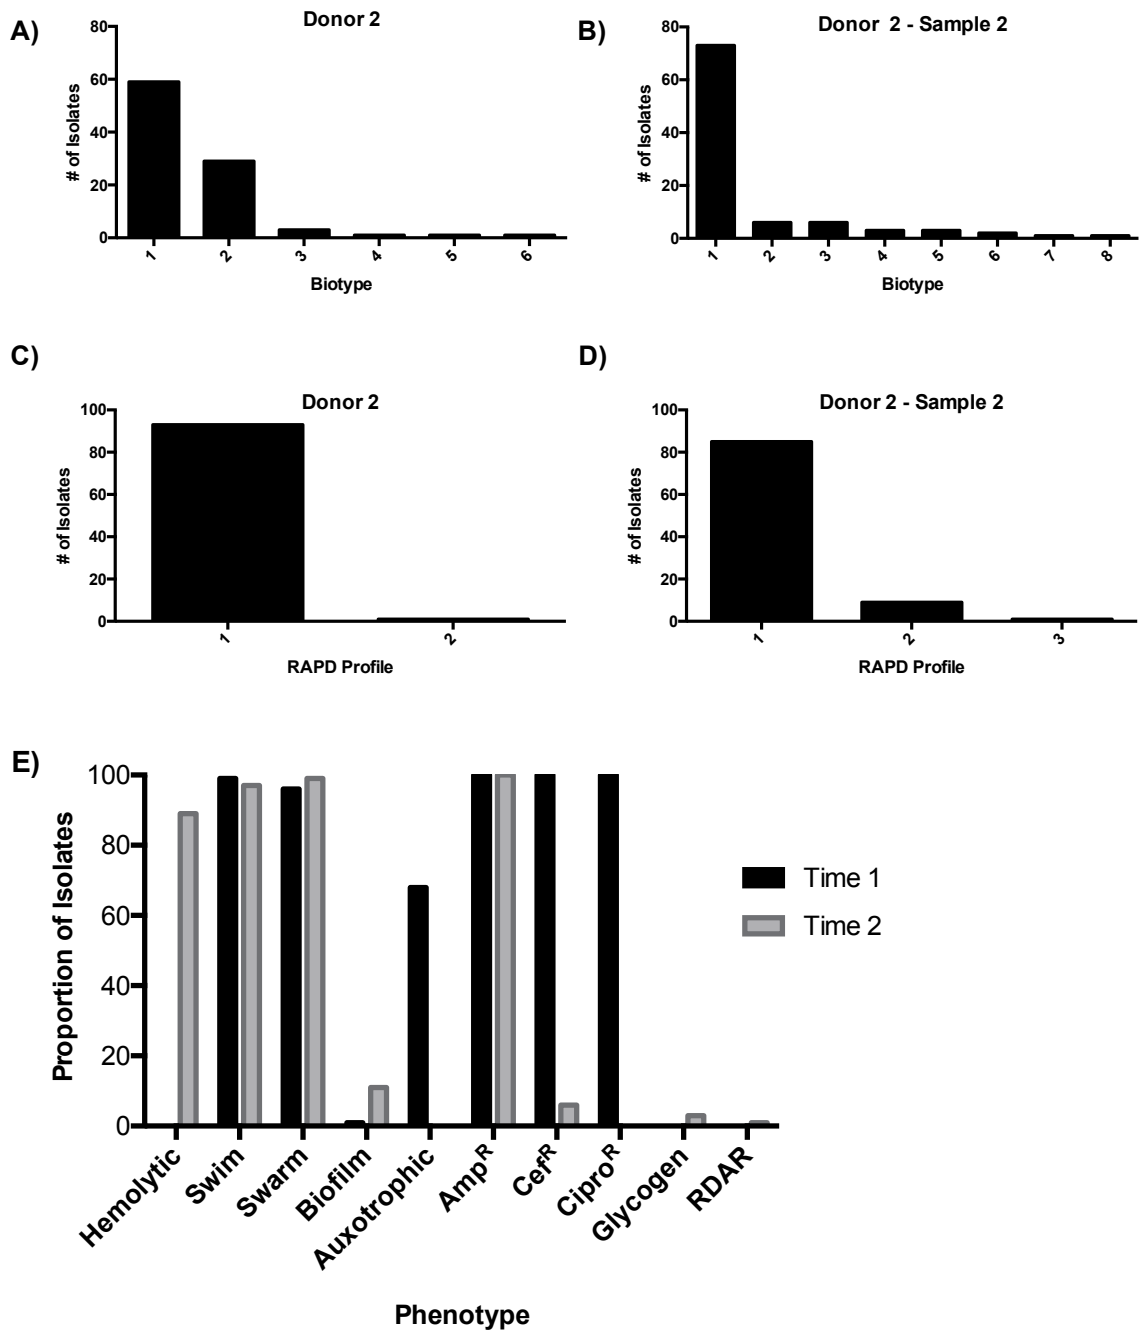 A)
Donor 2
# of Isolates
80
60
40
20
0
1 2 3 4 5 6
Biotype
B)
Donor 2 - Sample 2
# of Isolates
80
60
40
20
0
1 2 3 4 5 6 7 8
Biotype
C)
Donor 2
# of Isolates
100
80
60
40
20
0
1 2
RAPD Profile
D)
Donor 2 - Sample 2
# of Isolates
100
80
60
40
20
0
1 2 3
RAPD Profile
E)
Proportion of Isolates
100
80
60
40
20
0
Hemolytic
Swim
Swarm
Biofilm
Auxotrophic
Amp^R
Cef^R
Cipro^R
Glycogen
RDAR
Phenotype
Time 1
Time 2